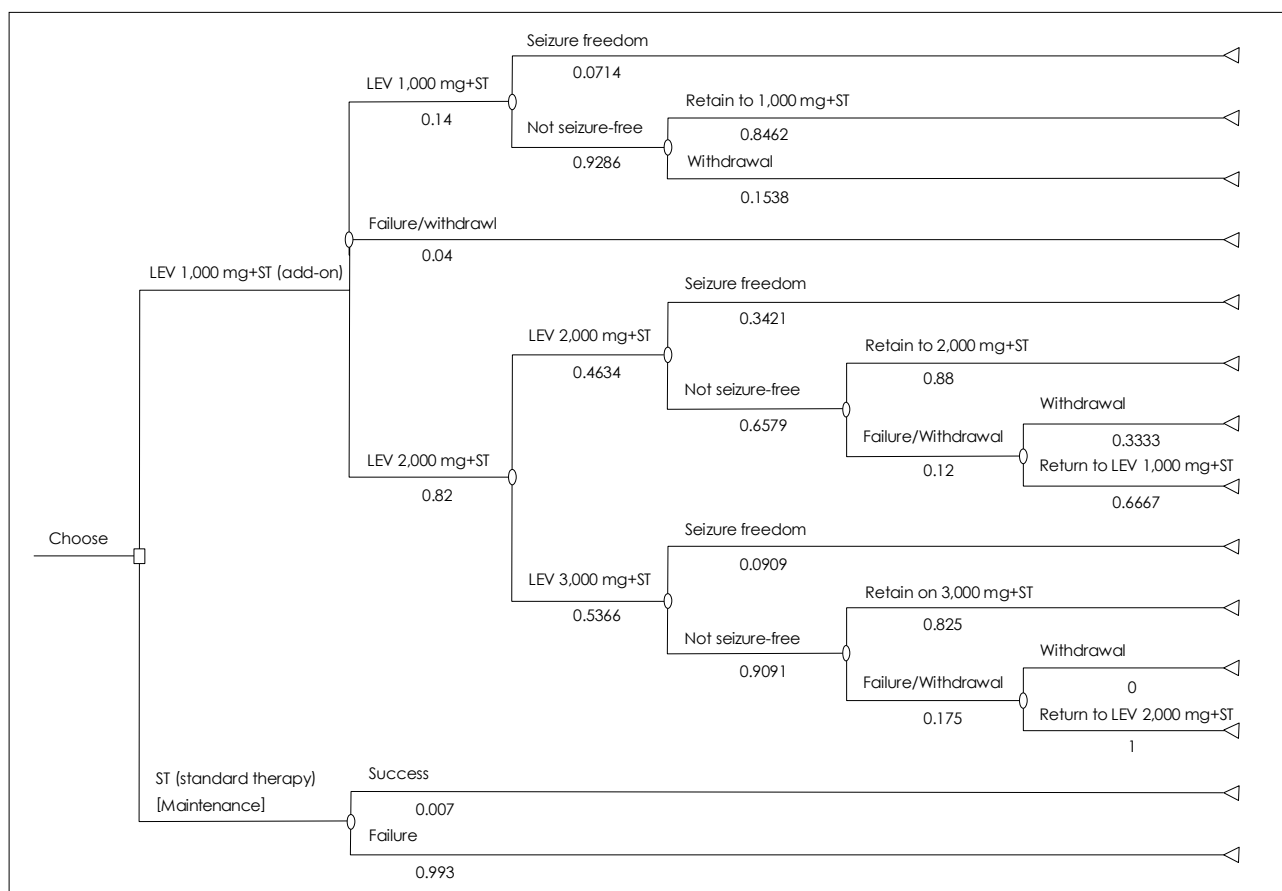 Seizure freedom
0.0714
LEV 1,000 mg+ST
0.14
Retain to 1,000 mg+ST
0.8462
Not seizure-free
0.9286
Withdrawal
0.1538
Failure/withdrawl
0.04
LEV 1,000 mg+ST (add-on)
Seizure freedom
0.3421
LEV 2,000 mg+ST
0.4634
Retain to 2,000 mg+ST
0.88
Not seizure-free
0.6579
Withdrawal
0.3333
Failure/Withdrawal
0.12
Return to LEV 1,000 mg+ST
0.6667
LEV 2,000 mg+ST
0.82
Seizure freedom
0.0909
Choose
LEV 3,000 mg+ST
0.5366
Retain on 3,000 mg+ST
0.825
Not seizure-free
0.9091
Withdrawal
0
Failure/Withdrawal
0.175
Return to LEV 2,000 mg+ST
1
ST (standard therapy)
[Maintenance]
Success
0.007
Failure
0.993